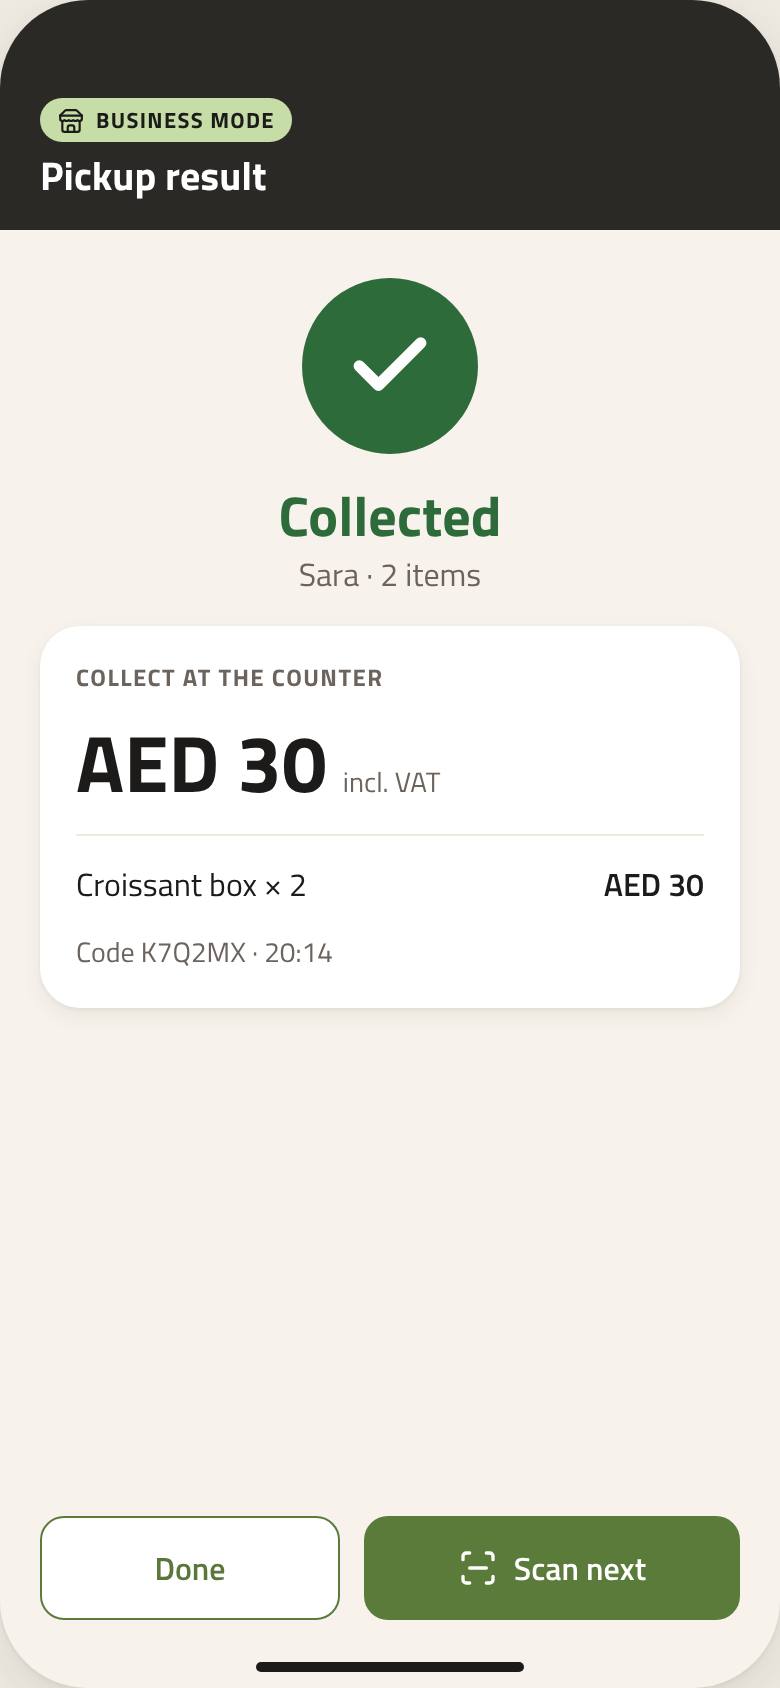 BUSINESS MODE
Pickup result
Collected
Sara · 2 items
COLLECT AT THE COUNTER
AED 30 incl. VAT
Croissant box × 2 AED 30
Code K7Q2MX · 20:14
Done Scan next